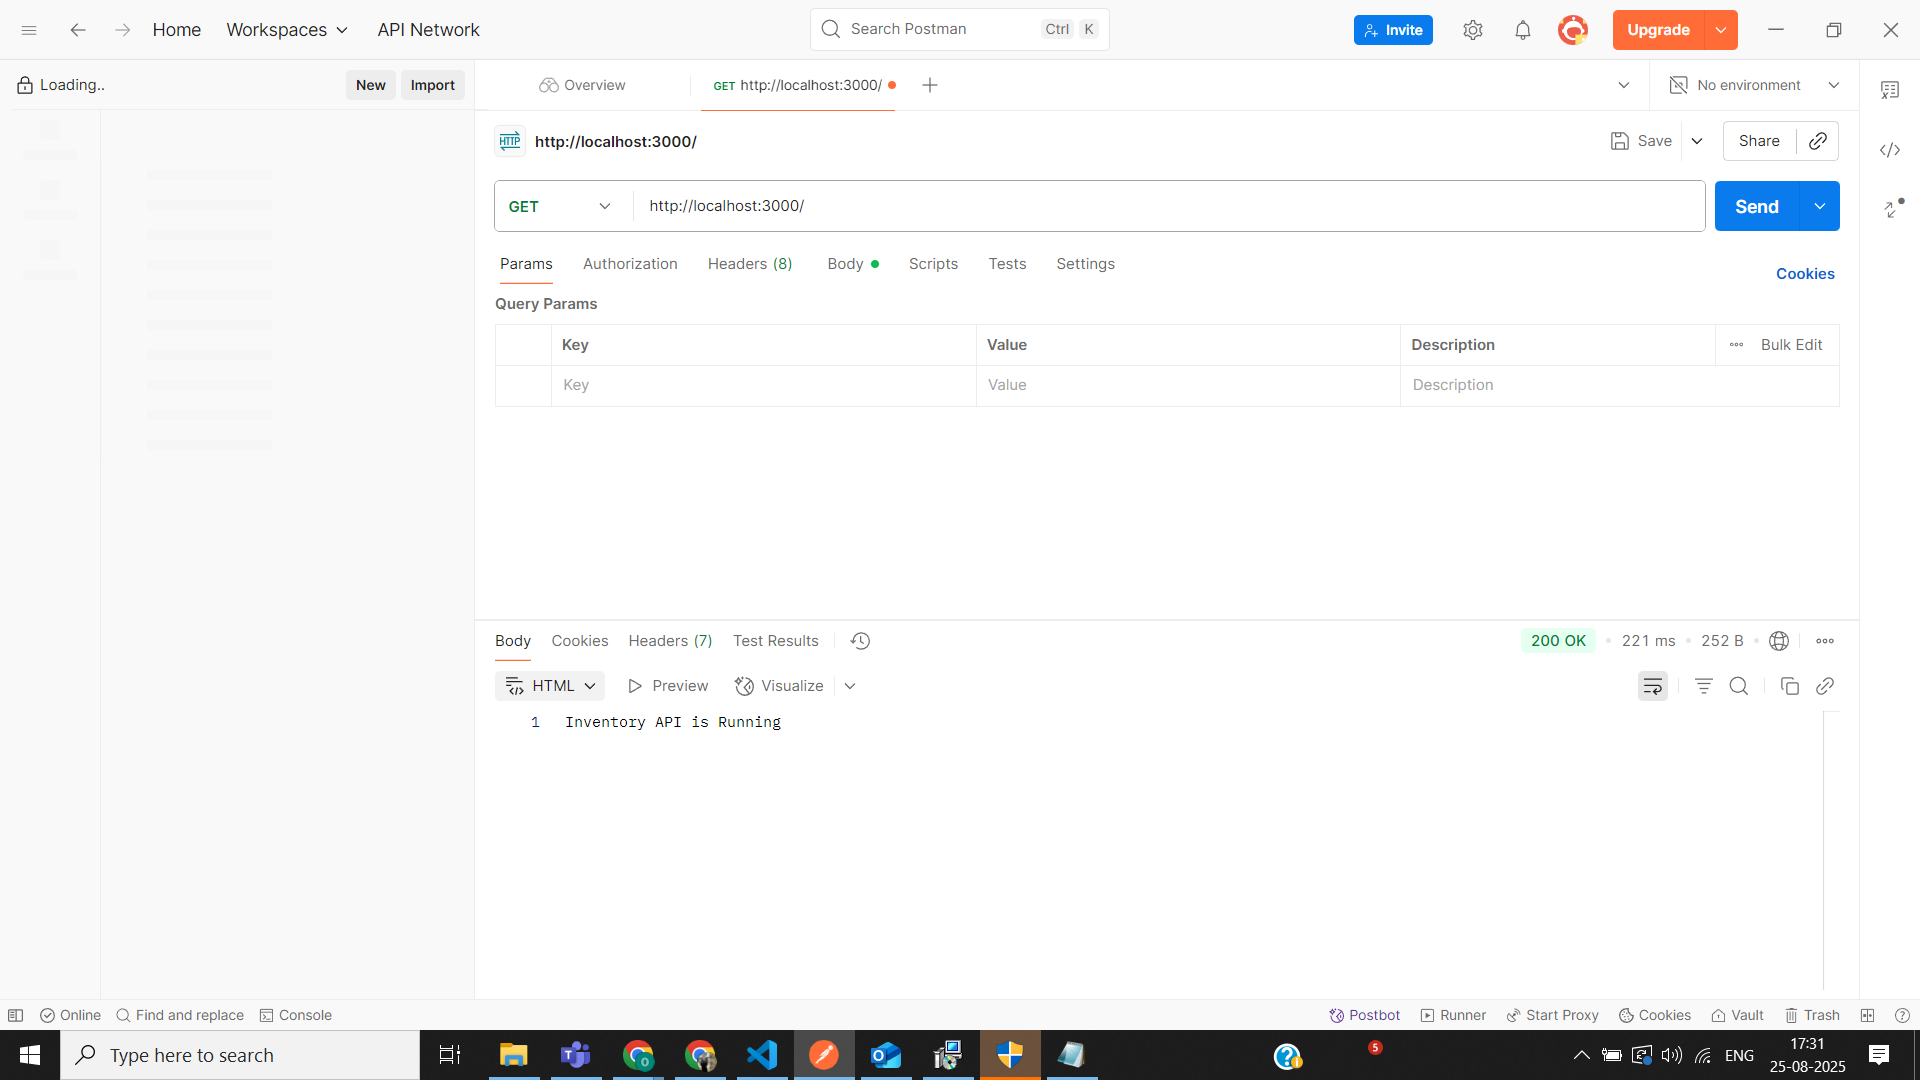 Home Workspaces API Network Search Postman Ctrl K Invite Upgrade
Loading.. New Import Overview GET http://localhost:3000/ No environment
HTTP http://localhost:3000/ Save Share
GET http://localhost:3000/ Send
Params Authorization Headers (8) Body Scripts Tests Settings Cookies
Query Params
Key Value Description Bulk Edit
Key Value Description
Body Cookies Headers (7) Test Results 200 OK 221 ms 252 B
HTML Preview Visualize
1 Inventory API is Running
Online Find and replace Console Postbot Runner Start Proxy Cookies Vault Trash
Type here to search 5 ENG 17:31
25-08-2025